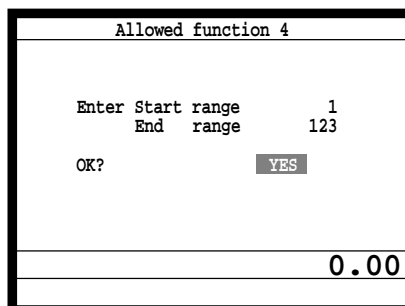 Allowed function 4
Enter Start range 1
End range 123
OK? YES
0.00